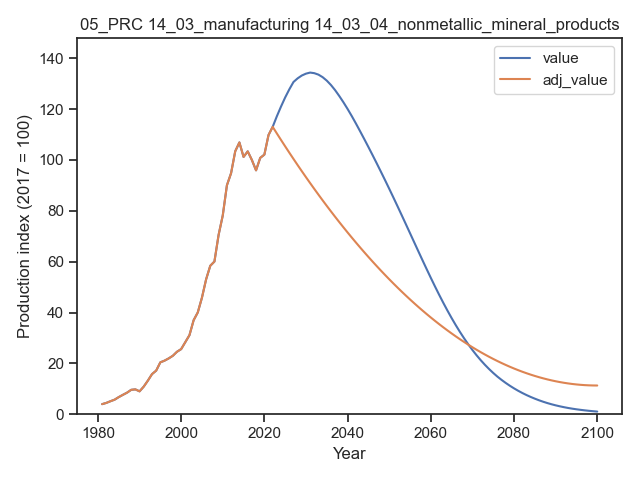 05_PRC 14_03_manufacturing 14_03_04_nonmetallic_mineral_products
value
adj_value
Production index (2017 = 100)
140
120
100
80
60
40
20
0
1980 2000 2020 2040 2060 2080 2100
Year